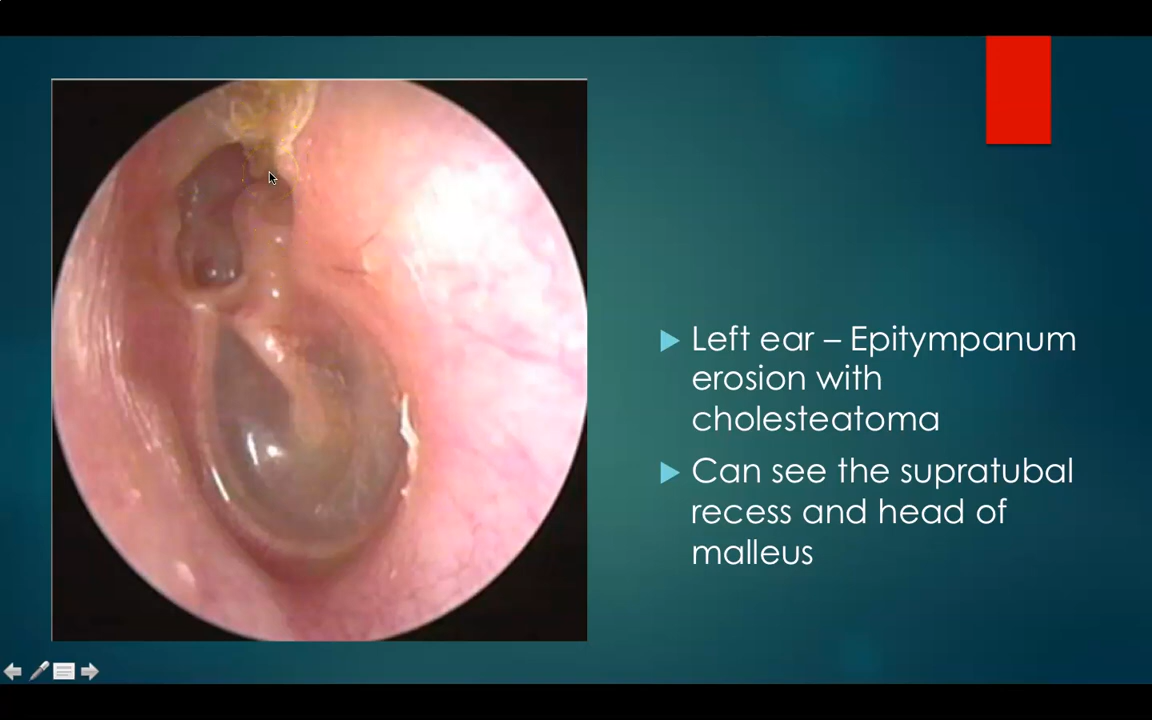 Left ear – Epitympanum
erosion with
cholesteatoma
Can see the supratubal
recess and head of
malleus